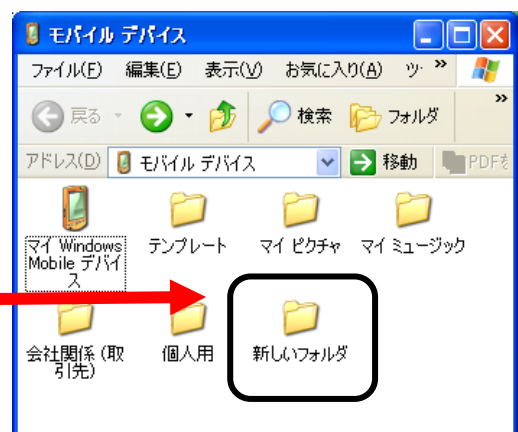 モバイル デバイス
ファイル(F) 編集(E) 表示(V) お気に入り(A) ツ
戻る 検索 フォルダ
アドレス(D) モバイル デバイス 移動 PDFを
マイ Windows
Mobile デバイ
ス
テンプレート
マイ ピクチャ
マイ ミュージック
会社関係 (取
引先)
個人用
新しいフォルダ